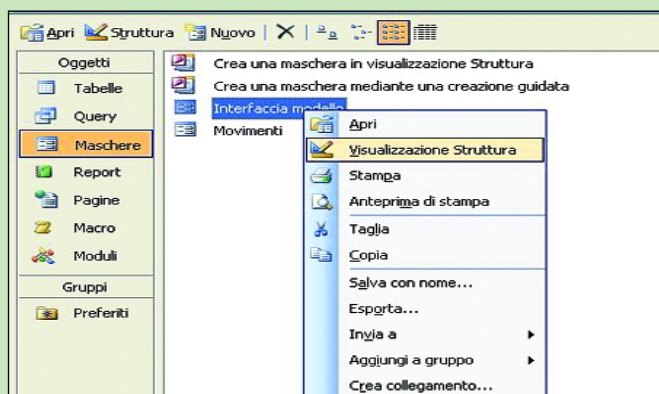 Apri Struttura Nuovo
Oggetti
Tabelle
Query
Maschere
Report
Pagine
Macro
Moduli
Gruppi
Preferiti
Crea una maschera in visualizzazione Struttura
Crea una maschera mediante una creazione guidata
Interfaccia modello
Movimenti
Apri
Visualizzazione Struttura
Stampa
Anteprima di stampa
Taglia
Copia
Salva con nome...
Esporta...
Invia a
Aggiungi a gruppo
Crea collegamento...